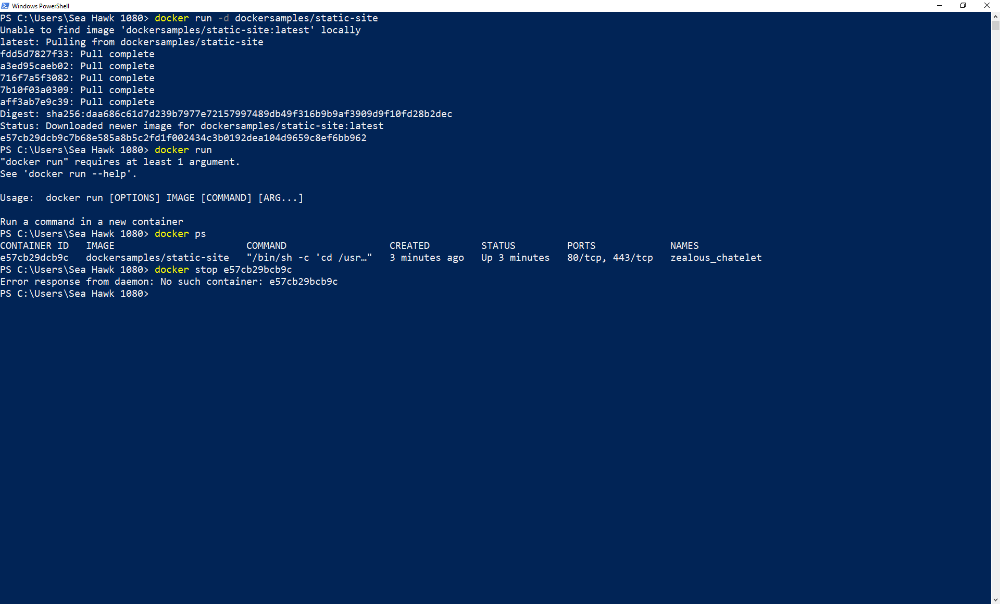 Windows PowerShell
PS C:\Users\Sea Hawk 1080> docker run -d dockersamples/static-site
Unable to find image 'dockersamples/static-site:latest' locally
latest: Pulling from dockersamples/static-site
fdd5d7827f33: Pull complete
a3ed95caeb02: Pull complete
716f7a5f3082: Pull complete
7b10f03a0309: Pull complete
aff3ab7e9c39: Pull complete
Digest: sha256:daa686c61d7d239b7977e72157997489db49f316b9b9af3909d9f10fd28b2dec
Status: Downloaded newer image for dockersamples/static-site:latest
e57cb29dcb9c7b68e585a8b5c2fd1f002434c3b0192dea104d9659c8ef6bb962
PS C:\Users\Sea Hawk 1080> docker run
"docker run" requires at least 1 argument.
See 'docker run --help'.
Usage:  docker run [OPTIONS] IMAGE [COMMAND] [ARG...]
Run a command in a new container
PS C:\Users\Sea Hawk 1080> docker ps
CONTAINER ID   IMAGE                       COMMAND                  CREATED         STATUS         PORTS             NAMES
e57cb29dcb9c   dockersamples/static-site   "/bin/sh -c 'cd /usr…"   3 minutes ago   Up 3 minutes   80/tcp, 443/tcp   zealous_chatelet
PS C:\Users\Sea Hawk 1080> docker stop e57cb29bcb9c
Error response from daemon: No such container: e57cb29bcb9c
PS C:\Users\Sea Hawk 1080>